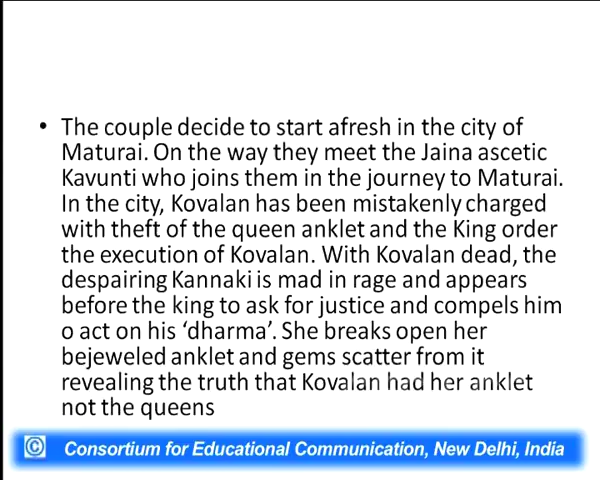 • The couple decide to start afresh in the city of
Maturai. On the way they meet the Jaina ascetic
Kavunti who joins them in the journey to Maturai.
In the city, Kovalan has been mistakenly charged
with theft of the queen anklet and the King order
the execution of Kovalan. With Kovalan dead, the
despairing Kannaki is mad in rage and appears
before the king to ask for justice and compels him
o act on his ‘dharma’. She breaks open her
bejeweled anklet and gems scatter from it
revealing the truth that Kovalan had her anklet
not the queens
© Consortium for Educational Communication, New Delhi, India